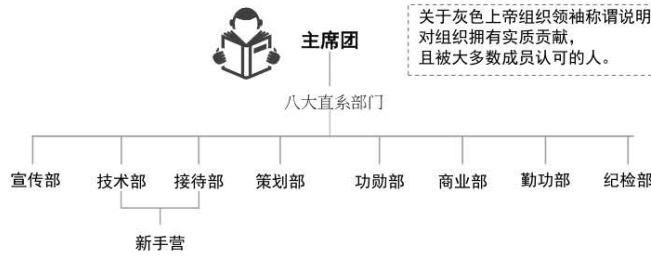 关于灰色上帝组织领袖称谓说明
对组织拥有实质贡献，
且被大多数成员认可的人。
主席团
八大直系部门
宣传部 技术部 接待部 策划部 功勋部 商业部 勤功部 纪检部
新手营